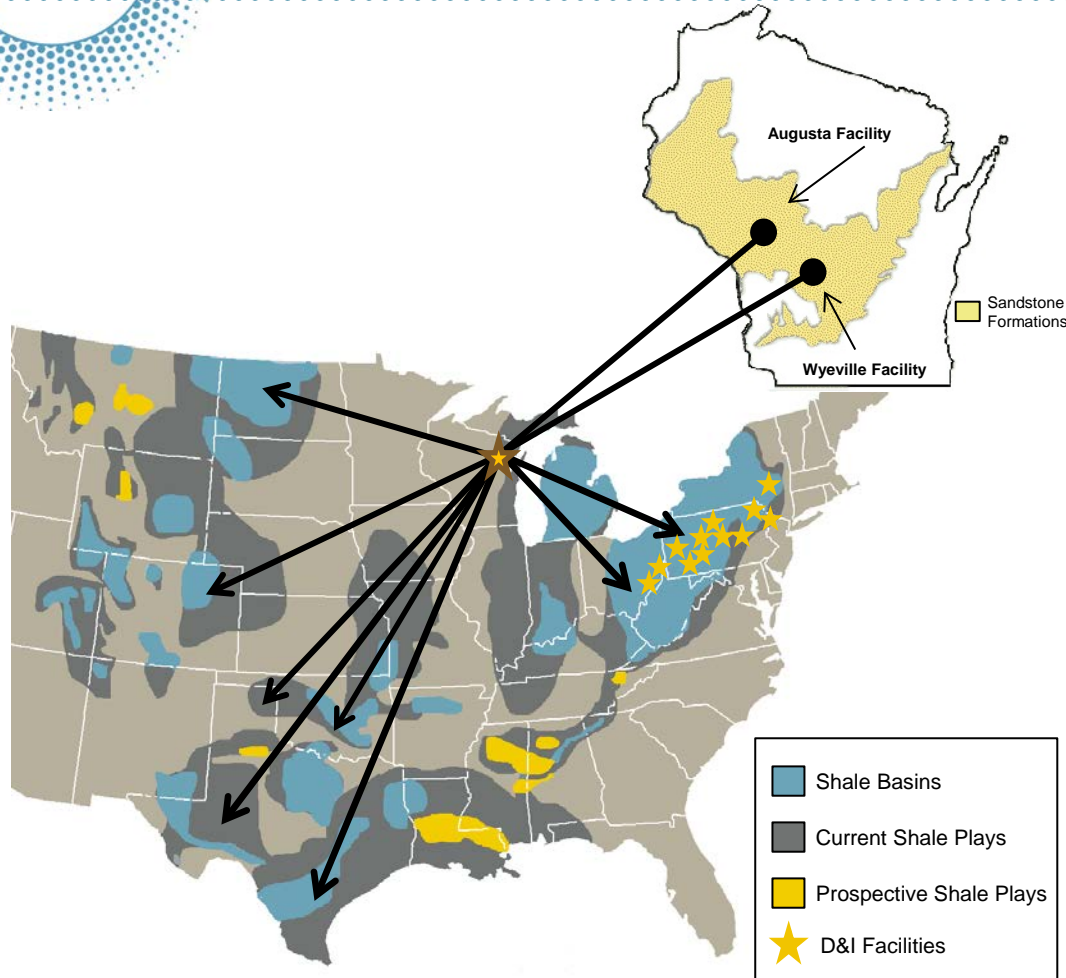 Augusta Facility
Sandstone
Formations
Wyeville Facility
Shale Basins
Current Shale Plays
Prospective Shale Plays
D&I Facilities